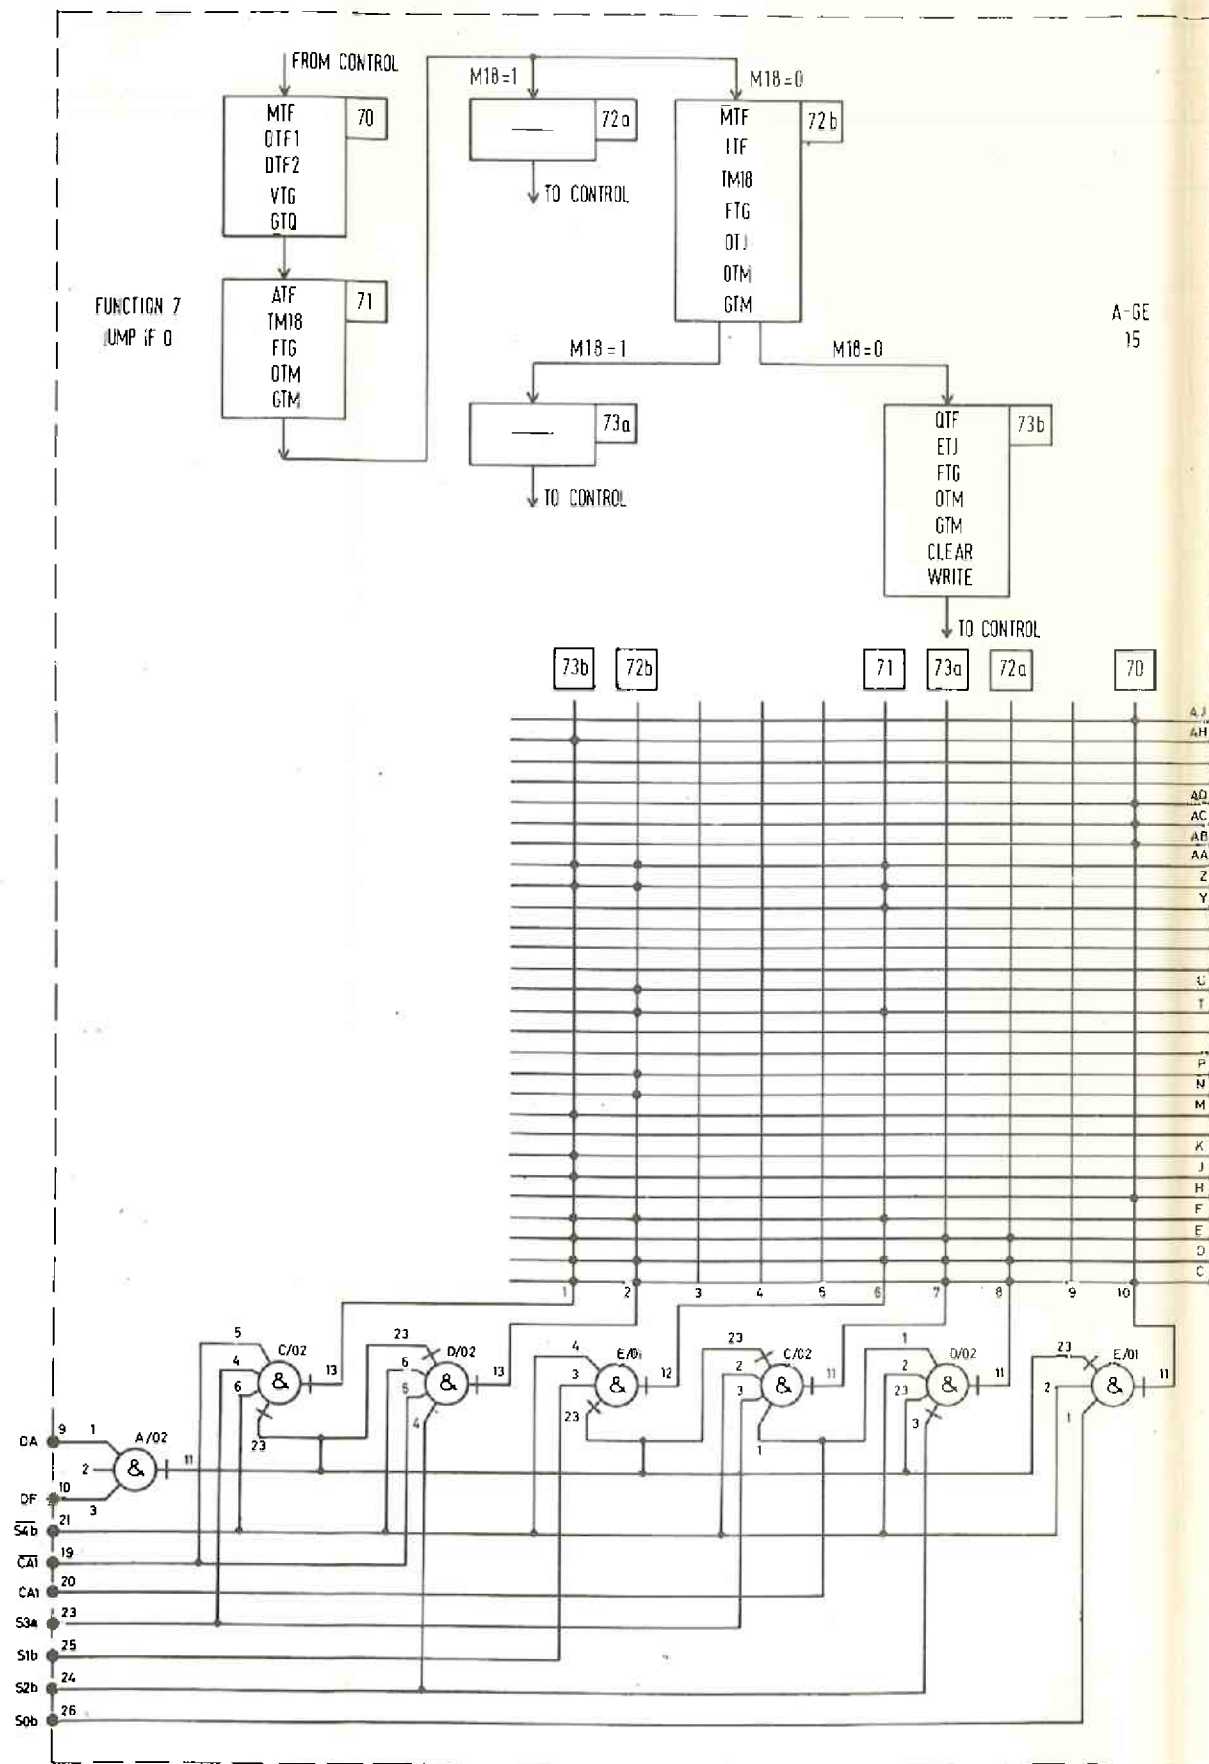 FROM CONTROL
MTF
OTF1
OTF2
VTG
GTQ
70
ATF
TM18
FTG
OTM
GTM
71
FUNCTION 7
JUMP IF 0
M18=1
72a
TO CONTROL
M18=0
MTF
ITF
TM18
FTG
OTJ
OTM
GTM
72b
A-GE
15
M18=1
M18=0
73a
TO CONTROL
QTF
ETJ
FTG
OTM
GTM
CLEAR
WRITE
73b
TO CONTROL
73b 72b 71 73a 72a 70
AJ
AH
AD
AC
AB
AA
Z
Y
U
T
P
N
M
K
J
H
F
E
D
C
1 2 3 4 5 6 7 8 9 10
5 C/02 4 6 & 13 23
23 D/02 6 5 & 13 4
4 E/01 3 & 12 23
23 C/02 2 3 & 11 1
1 D/02 2 23 & 11 3
23 E/01 2 & 11 1
DA 9 1 A/02
2 & 11
DF 10 3
S4b 21
CA1 19
CA1 20
S3a 23
S1b 25
S2b 24
S0b 26